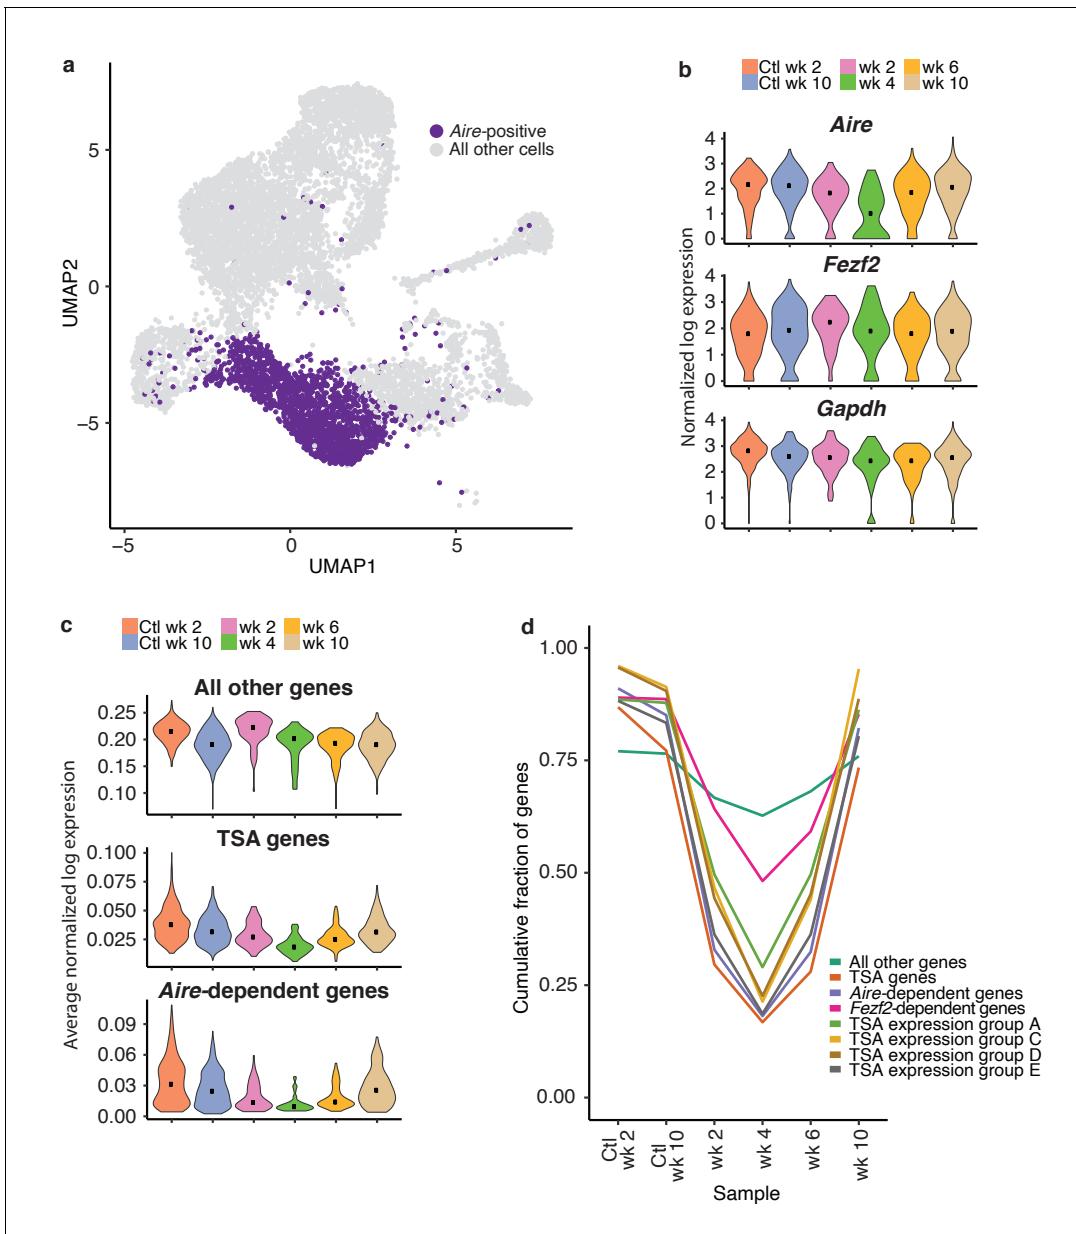 a
Aire-positive
All other cells
5
0
−5
−5
0
5
UMAP2
UMAP1
b
Ctl wk 2
wk 2
wk 6
Ctl wk 10
wk 4
wk 10
Aire
4
3
2
1
0
Fezf2
4
3
2
1
0
Gapdh
4
3
2
1
0
Normalized log expression
c
Ctl wk 2
wk 2
wk 6
Ctl wk 10
wk 4
wk 10
All other genes
0.25
0.20
0.15
0.10
TSA genes
0.100
0.050
0.025
Aire-dependent genes
0.09
0.06
0.03
0.00
Average normalized log expression
d
1.00
0.75
0.50
0.25
0.00
Cumulative fraction of genes
All other genes
TSA genes
Aire-dependent genes
Fezf2-dependent genes
TSA expression group A
TSA expression group C
TSA expression group D
TSA expression group E
Ctl
wk 2
Ctl
wk 10
wk 2
wk 4
wk 6
wk 10
Sample